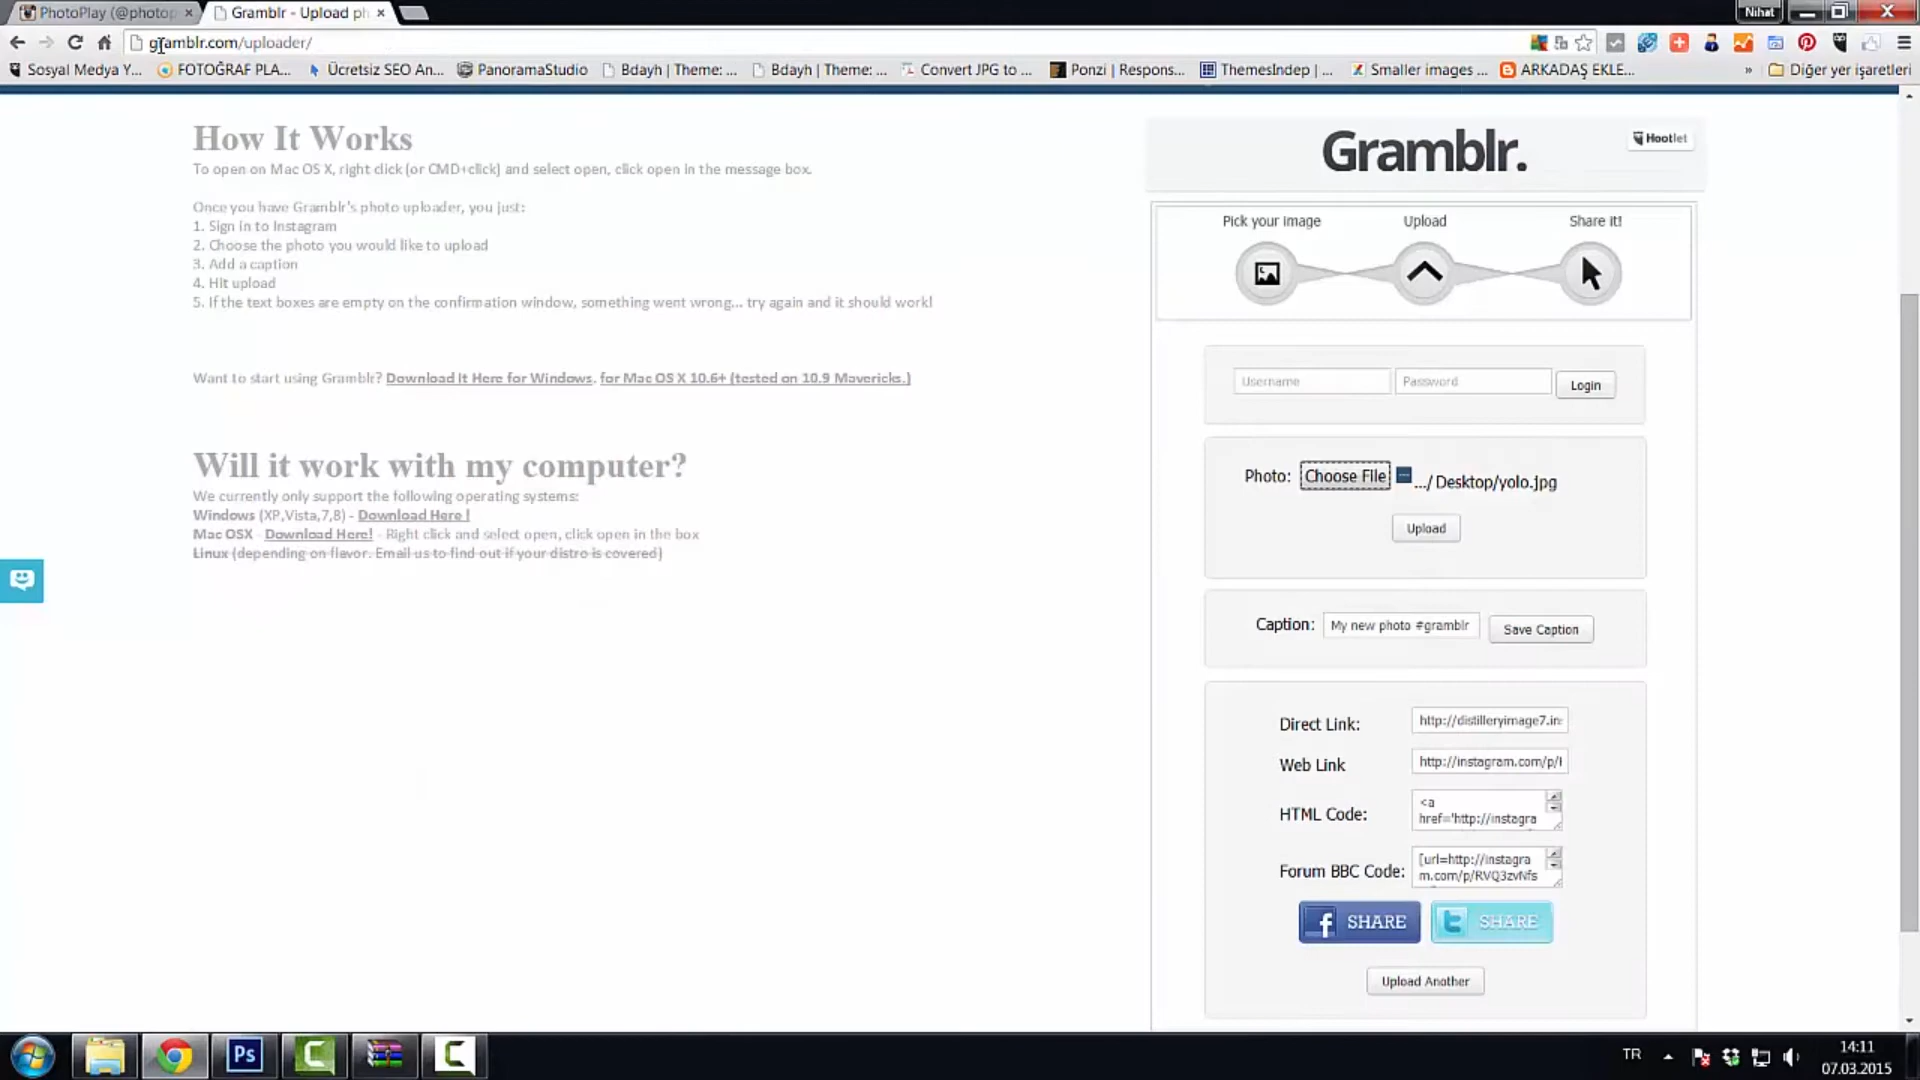 PhotoPlay (@photop
Gramblr - Upload ph
Nihat
gramblr.com/uploader/
Sosyal Medya Y...
FOTOĞRAF PLA...
Ücretsiz SEO An...
PanoramaStudio
Bdayh | Theme: ...
Bdayh | Theme: ...
Convert JPG to ...
Ponzi | Respons...
ThemesIndep | ...
Smaller images ...
ARKADAŞ EKLE...
»
Diğer yer işaretleri
How It Works
To open on Mac OS X, right click (or CMD+click) and select open, click open in the message box.
Once you have Gramblr's photo uploader, you just:
1. Sign in to Instagram
2. Choose the photo you would like to upload
3. Add a caption
4. Hit upload
5. If the text boxes are empty on the confirmation window, something went wrong... try again and it should work!
Want to start using Gramblr? Download It Here for Windows. for Mac OS X 10.6+ (tested on 10.9 Mavericks.)
Will it work with my computer?
We currently only support the following operating systems:
Windows (XP,Vista,7,8) - Download Here !
Mac OSX - Download Here! - Right click and select open, click open in the box
Linux (depending on flavor. Email us to find out if your distro is covered)
Gramblr.
Hootlet
Pick your image
Upload
Share it!
Username
Password
Login
Photo:
Choose File
.../ Desktop/yolo.jpg
Upload
Caption:
My new photo #gramblr
Save Caption
Direct Link:
http://distilleryimage7.in
Web Link
http://instagram.com/p/
HTML Code:
<a
href='http://instagra
Forum BBC Code:
[url=http://instagra
m.com/p/RVQ3zvNfs
f SHARE
t SHARE
Upload Another
Ps
TR
14:11
07.03.2015